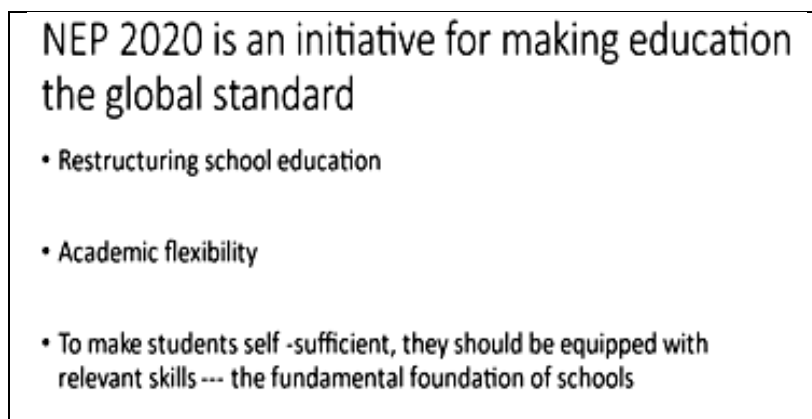 NEP 2020 is an initiative for making education
the global standard
• Restructuring school education
• Academic flexibility
• To make students self -sufficient, they should be equipped with
relevant skills --- the fundamental foundation of schools